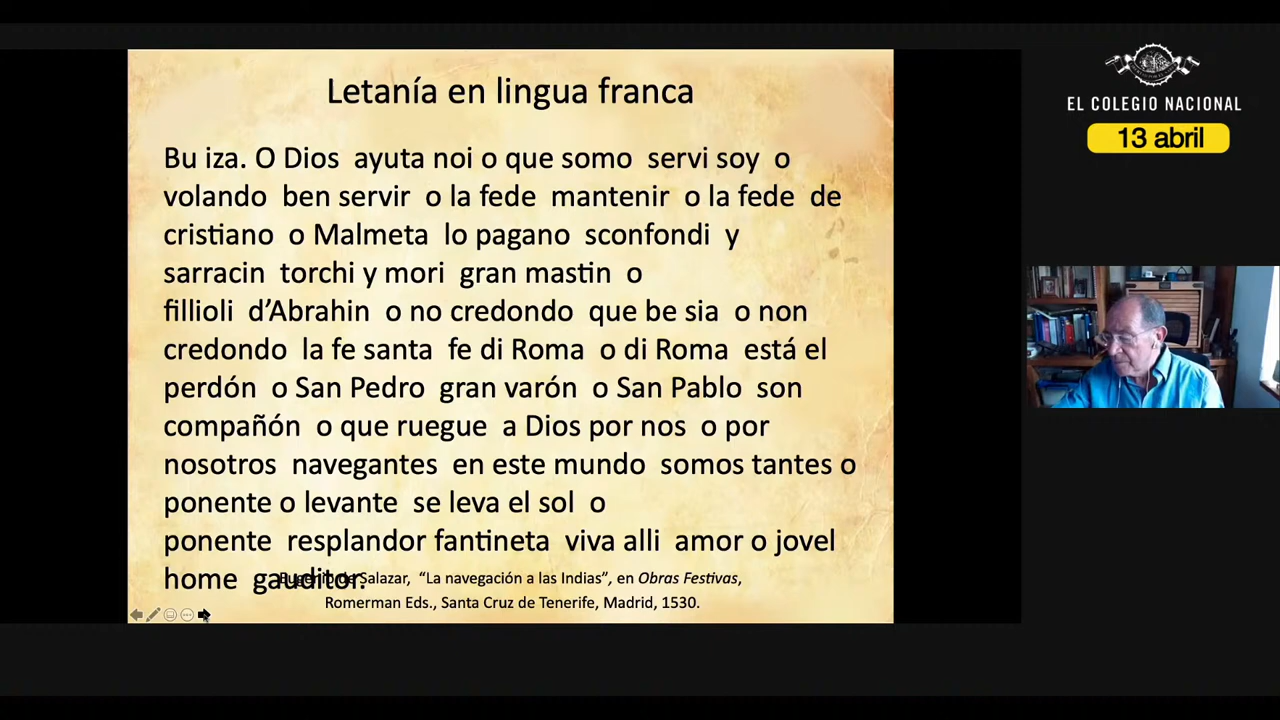 Letanía en lingua franca
Bu iza. O Dios ayuta noi o que somo servi soy o
volando ben servir o la fede mantenir o la fede de
cristiano o Malmeta lo pagano sconfondi y
sarracin torchi y mori gran mastin o
fillioli d’Abrahin o no credondo que be sia o non
credondo la fe santa fe di Roma o di Roma está el
perdón o San Pedro gran varón o San Pablo son
compañón o que ruegue a Dios por nos o por
nosotros navegantes en este mundo somos tantes o
ponente o levante se leva el sol o
ponente resplandor fantineta viva alli amor o jovel
home gauditor.
Eugenio de Salazar, “La navegación a las Indias”, en Obras Festivas,
Romerman Eds., Santa Cruz de Tenerife, Madrid, 1530.
EL COLEGIO NACIONAL
13 abril